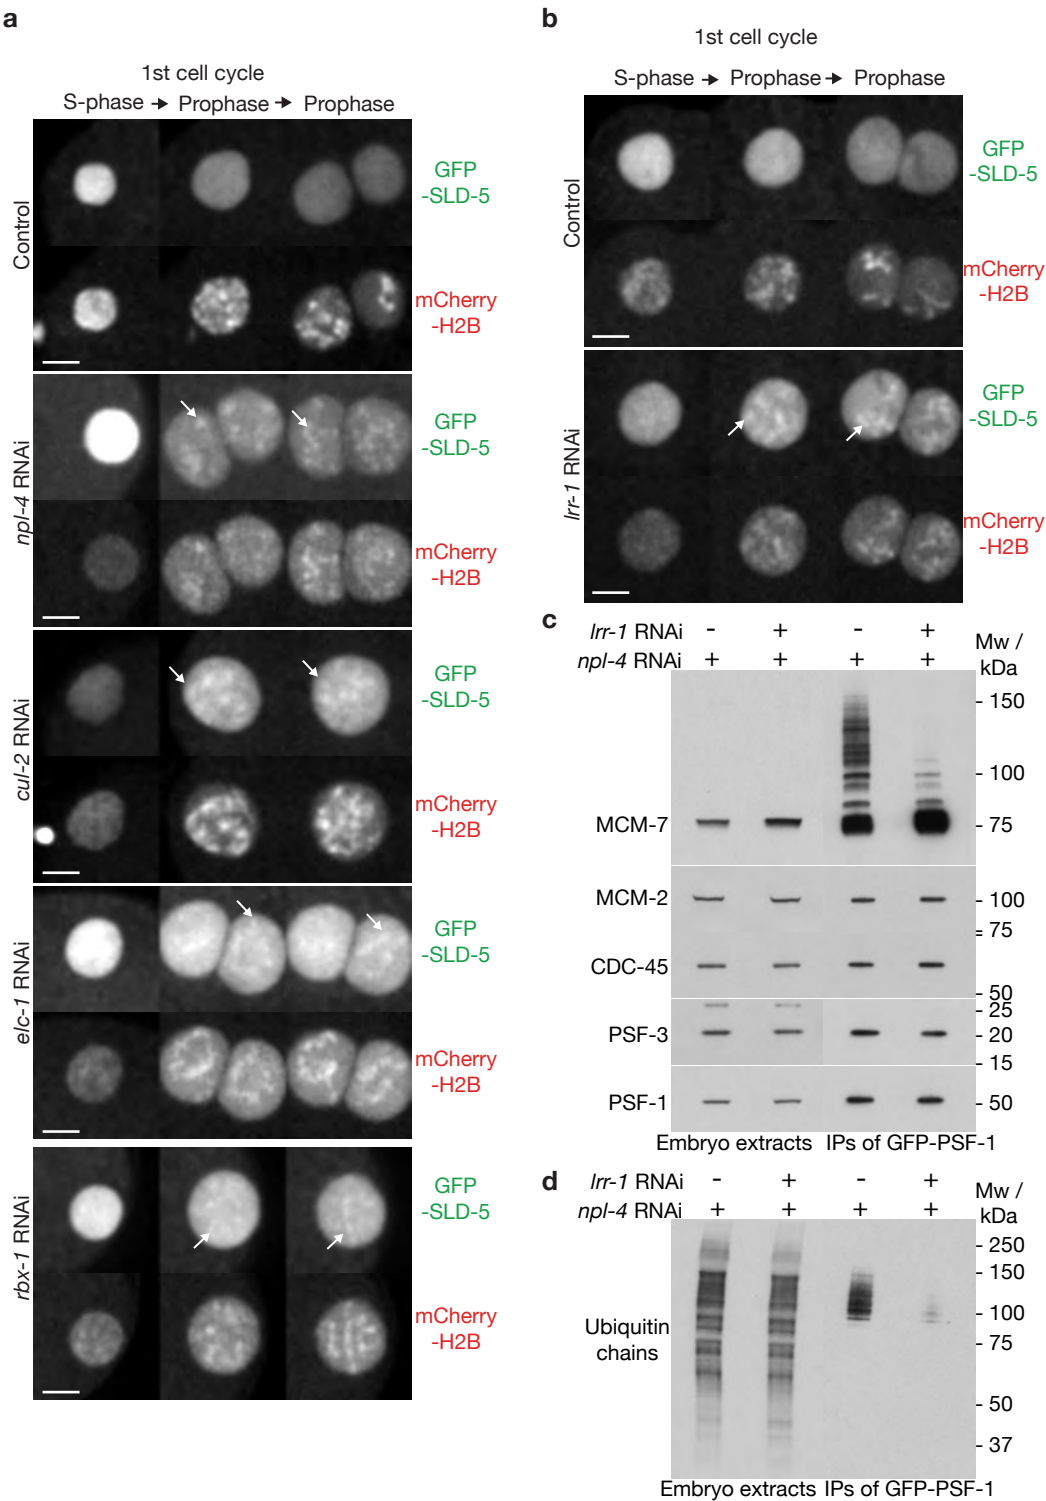 a
1st cell cycle
S-phase → Prophase → Prophase
Control
GFP
-SLD-5
mCherry
-H2B
npl-4 RNAi
GFP
-SLD-5
mCherry
-H2B
cul-2 RNAi
GFP
-SLD-5
mCherry
-H2B
elc-1 RNAi
GFP
-SLD-5
mCherry
-H2B
rbx-1 RNAi
GFP
-SLD-5
mCherry
-H2B
b
1st cell cycle
S-phase → Prophase → Prophase
Control
GFP
-SLD-5
mCherry
-H2B
lrr-1 RNAi
GFP
-SLD-5
mCherry
-H2B
c
lrr-1 RNAi - + - +
npl-4 RNAi + + + +
Mw /
kDa
- 150
- 100
MCM-7 - 75
MCM-2 - 100
- 75
CDC-45
- 50
- 25
PSF-3 - 20
- 15
PSF-1 - 50
Embryo extracts IPs of GFP-PSF-1
d
lrr-1 RNAi - + - +
npl-4 RNAi + + + +
Mw /
kDa
- 250
- 150
- 100
Ubiquitin
chains
- 75
- 50
- 37
Embryo extracts IPs of GFP-PSF-1